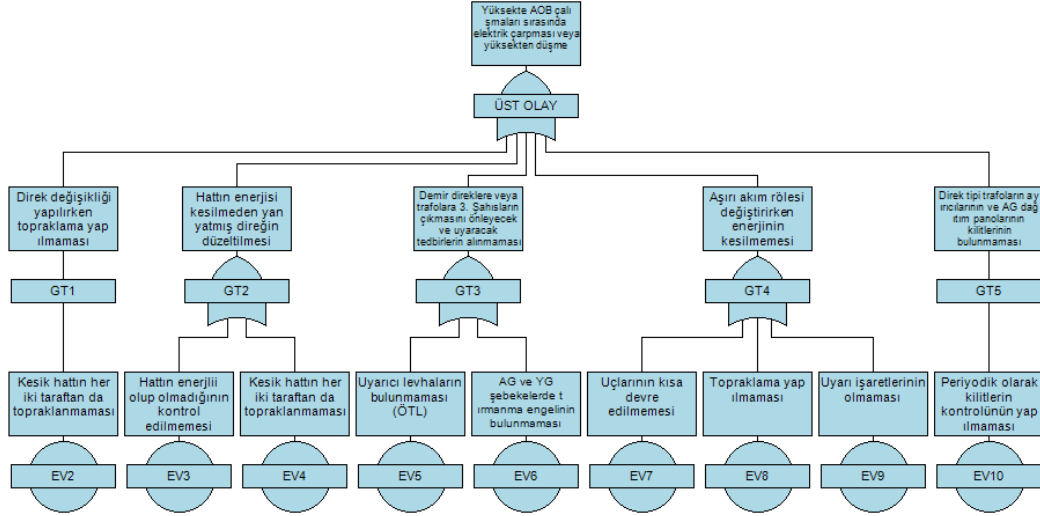 Yüksekte AOB çalı
şmaları sırasında
elektrik çarpması veya
yüksekten düşme
ÜST OLAY
Direk değişikliği
yapılırken
topraklama yap
ılmaması
Hattın enerjisi
kesilmeden yan
yatmış direğin
düzeltilmesi
Demir direklere veya
trafolara 3. Şahısların
çıkmasını önleyecek
ve uyaracak
tedbirlerin alınmaması
Aşırı akım rölesi
değiştirirken
enerjinin
kesilmemesi
Direk tipi trafoların ay
ırıcılarının ve AG dağ
ıtım panolarının
kilitlerinin
bulunmaması
GT1
GT2
GT3
GT4
GT5
Kesik hattın her
iki taraftan da
topraklanmaması
Hattın enerjlii
olup olmadığının
kontrol
edilmemesi
Kesik hattın her
iki taraftan da
topraklanmaması
Uyarıcı levhaların
bulunmaması
(ÖTL)
AG ve YG
şebekelerde t
ırmanma engelinin
bulunmaması
Uçlarının kısa
devre
edilmemesi
Topraklama yap
ılmaması
Uyarı işaretlerinin
olmaması
Periyodik olarak
kilitlerin
kontrolünün yap
ılmaması
EV2
EV3
EV4
EV5
EV6
EV7
EV8
EV9
EV10